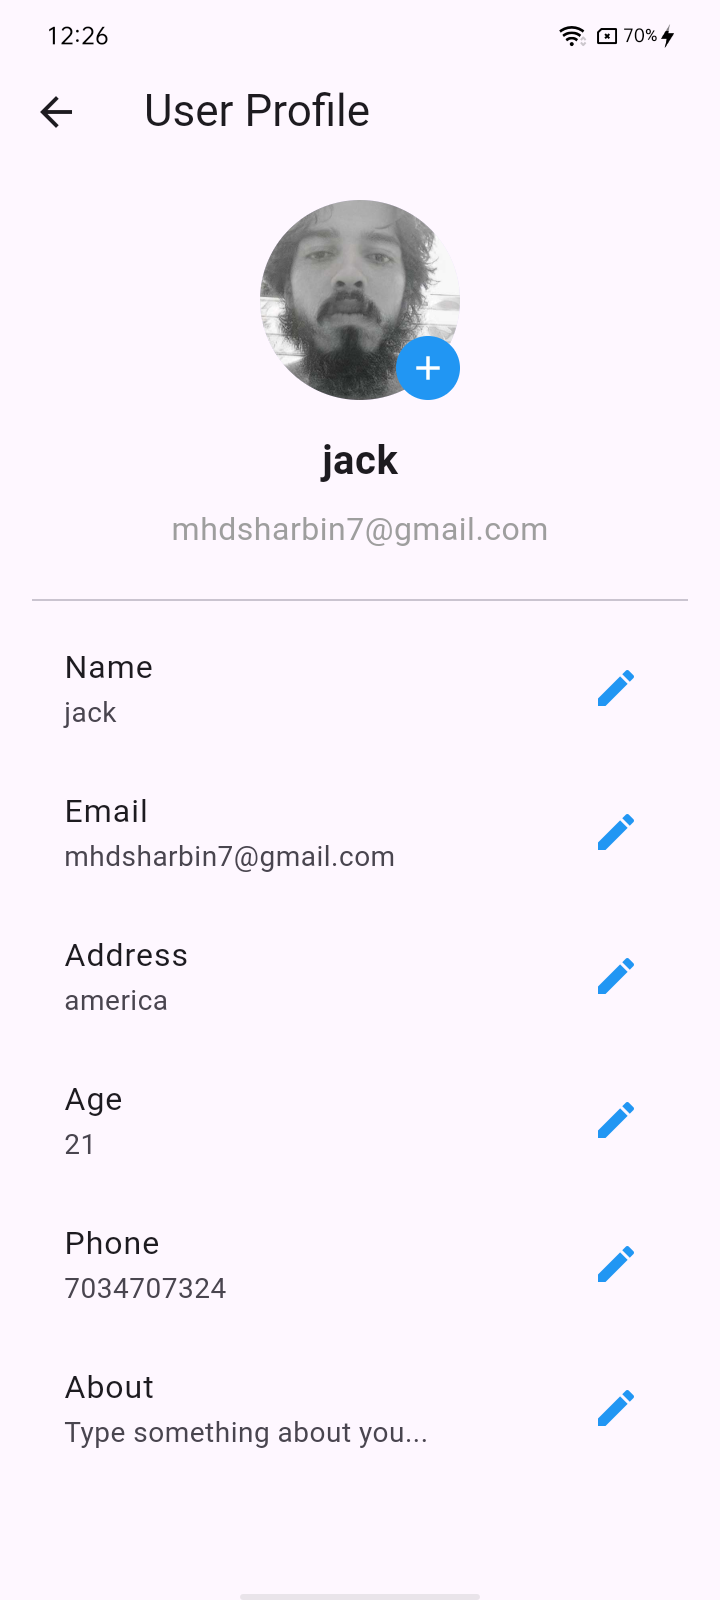 12:26
70%
User Profile
jack
mhdsharbin7@gmail.com
Name
jack
Email
mhdsharbin7@gmail.com
Address
america
Age
21
Phone
7034707324
About
Type something about you...